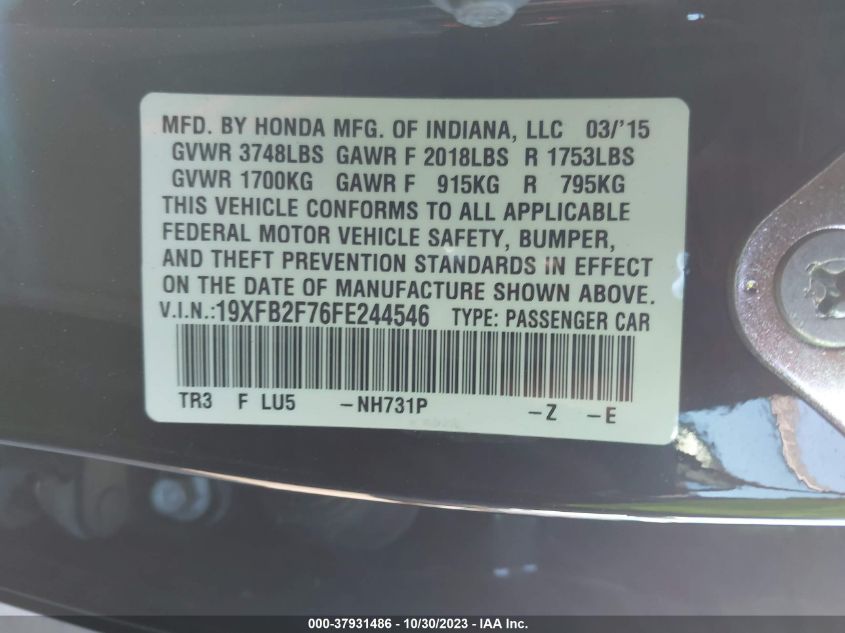 MFD. BY HONDA MFG. OF INDIANA, LLC 03/'15
GVWR 3748LBS GAWR F 2018LBS R 1753LBS
GVWR 1700KG GAWR F 915KG R 795KG
THIS VEHICLE CONFORMS TO ALL APPLICABLE
FEDERAL MOTOR VEHICLE SAFETY, BUMPER,
AND THEFT PREVENTION STANDARDS IN EFFECT
ON THE DATE OF MANUFACTURE SHOWN ABOVE.
V.I.N.:19XFB2F76FE244546 TYPE: PASSENGER CAR
TR3 F LU5 –NH731P –Z –E
000-37931486 - 10/30/2023 - IAA Inc.